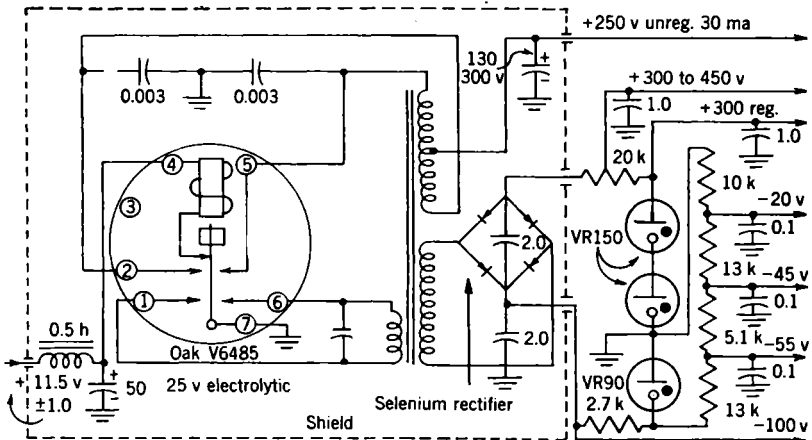 +250 v unreg. 30 ma
130
300 v
+
+300 to 450 v
1.0
+300 reg.
1.0
0.003
0.003
4
5
20 k
10 k
3
-20 v
0.1
2.0
VR150
13 k
-45 v
0.1
2
1
6
7
Oak V6485
0.5 h
2.0
5.1 k
-55 v
0.1
+
11.5 v
±1.0
+
50
25 v electrolytic
VR90
2.7 k
13 k
Selenium rectifier
Shield
-100 v